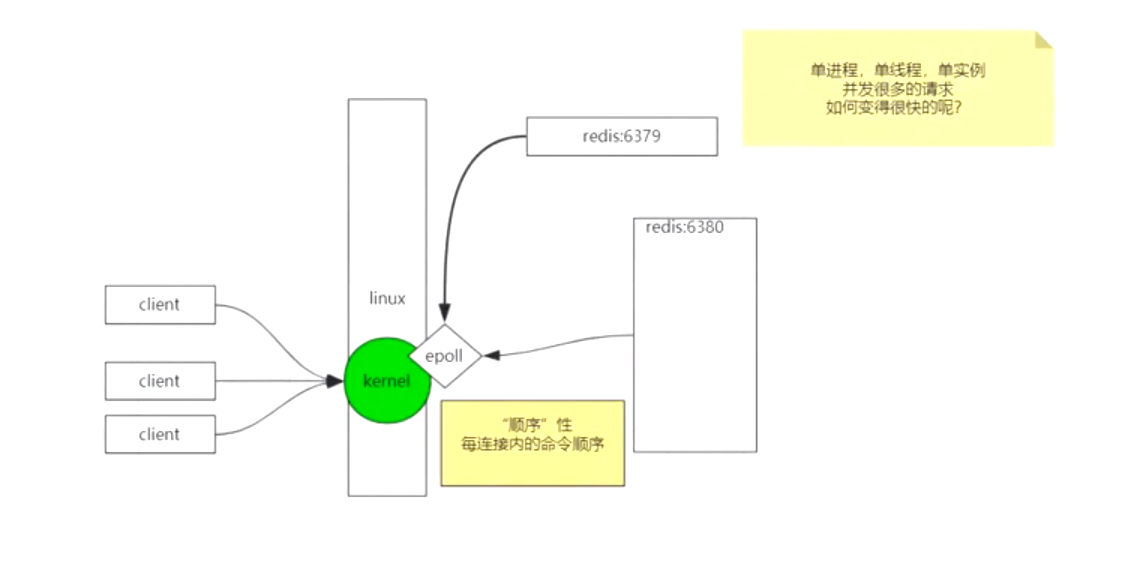 单进程，单线程，单实例
并发很多的请求
如何变得很快的呢？
redis:6379
redis:6380
linux
client
epoll
client
kernel
client
“顺序”性
每连接内的命令顺序